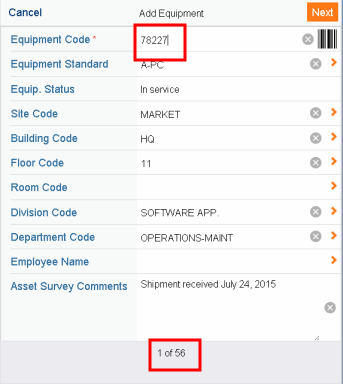 Cancel Add Equipment Next
Equipment Code * 78227
Equipment Standard A-PC
Equip. Status In service
Site Code MARKET
Building Code HQ
Floor Code 11
Room Code
Division Code SOFTWARE APP.
Department Code OPERATIONS-MAINT
Employee Name
Asset Survey Comments Shipment received July 24, 2015
1 of 56